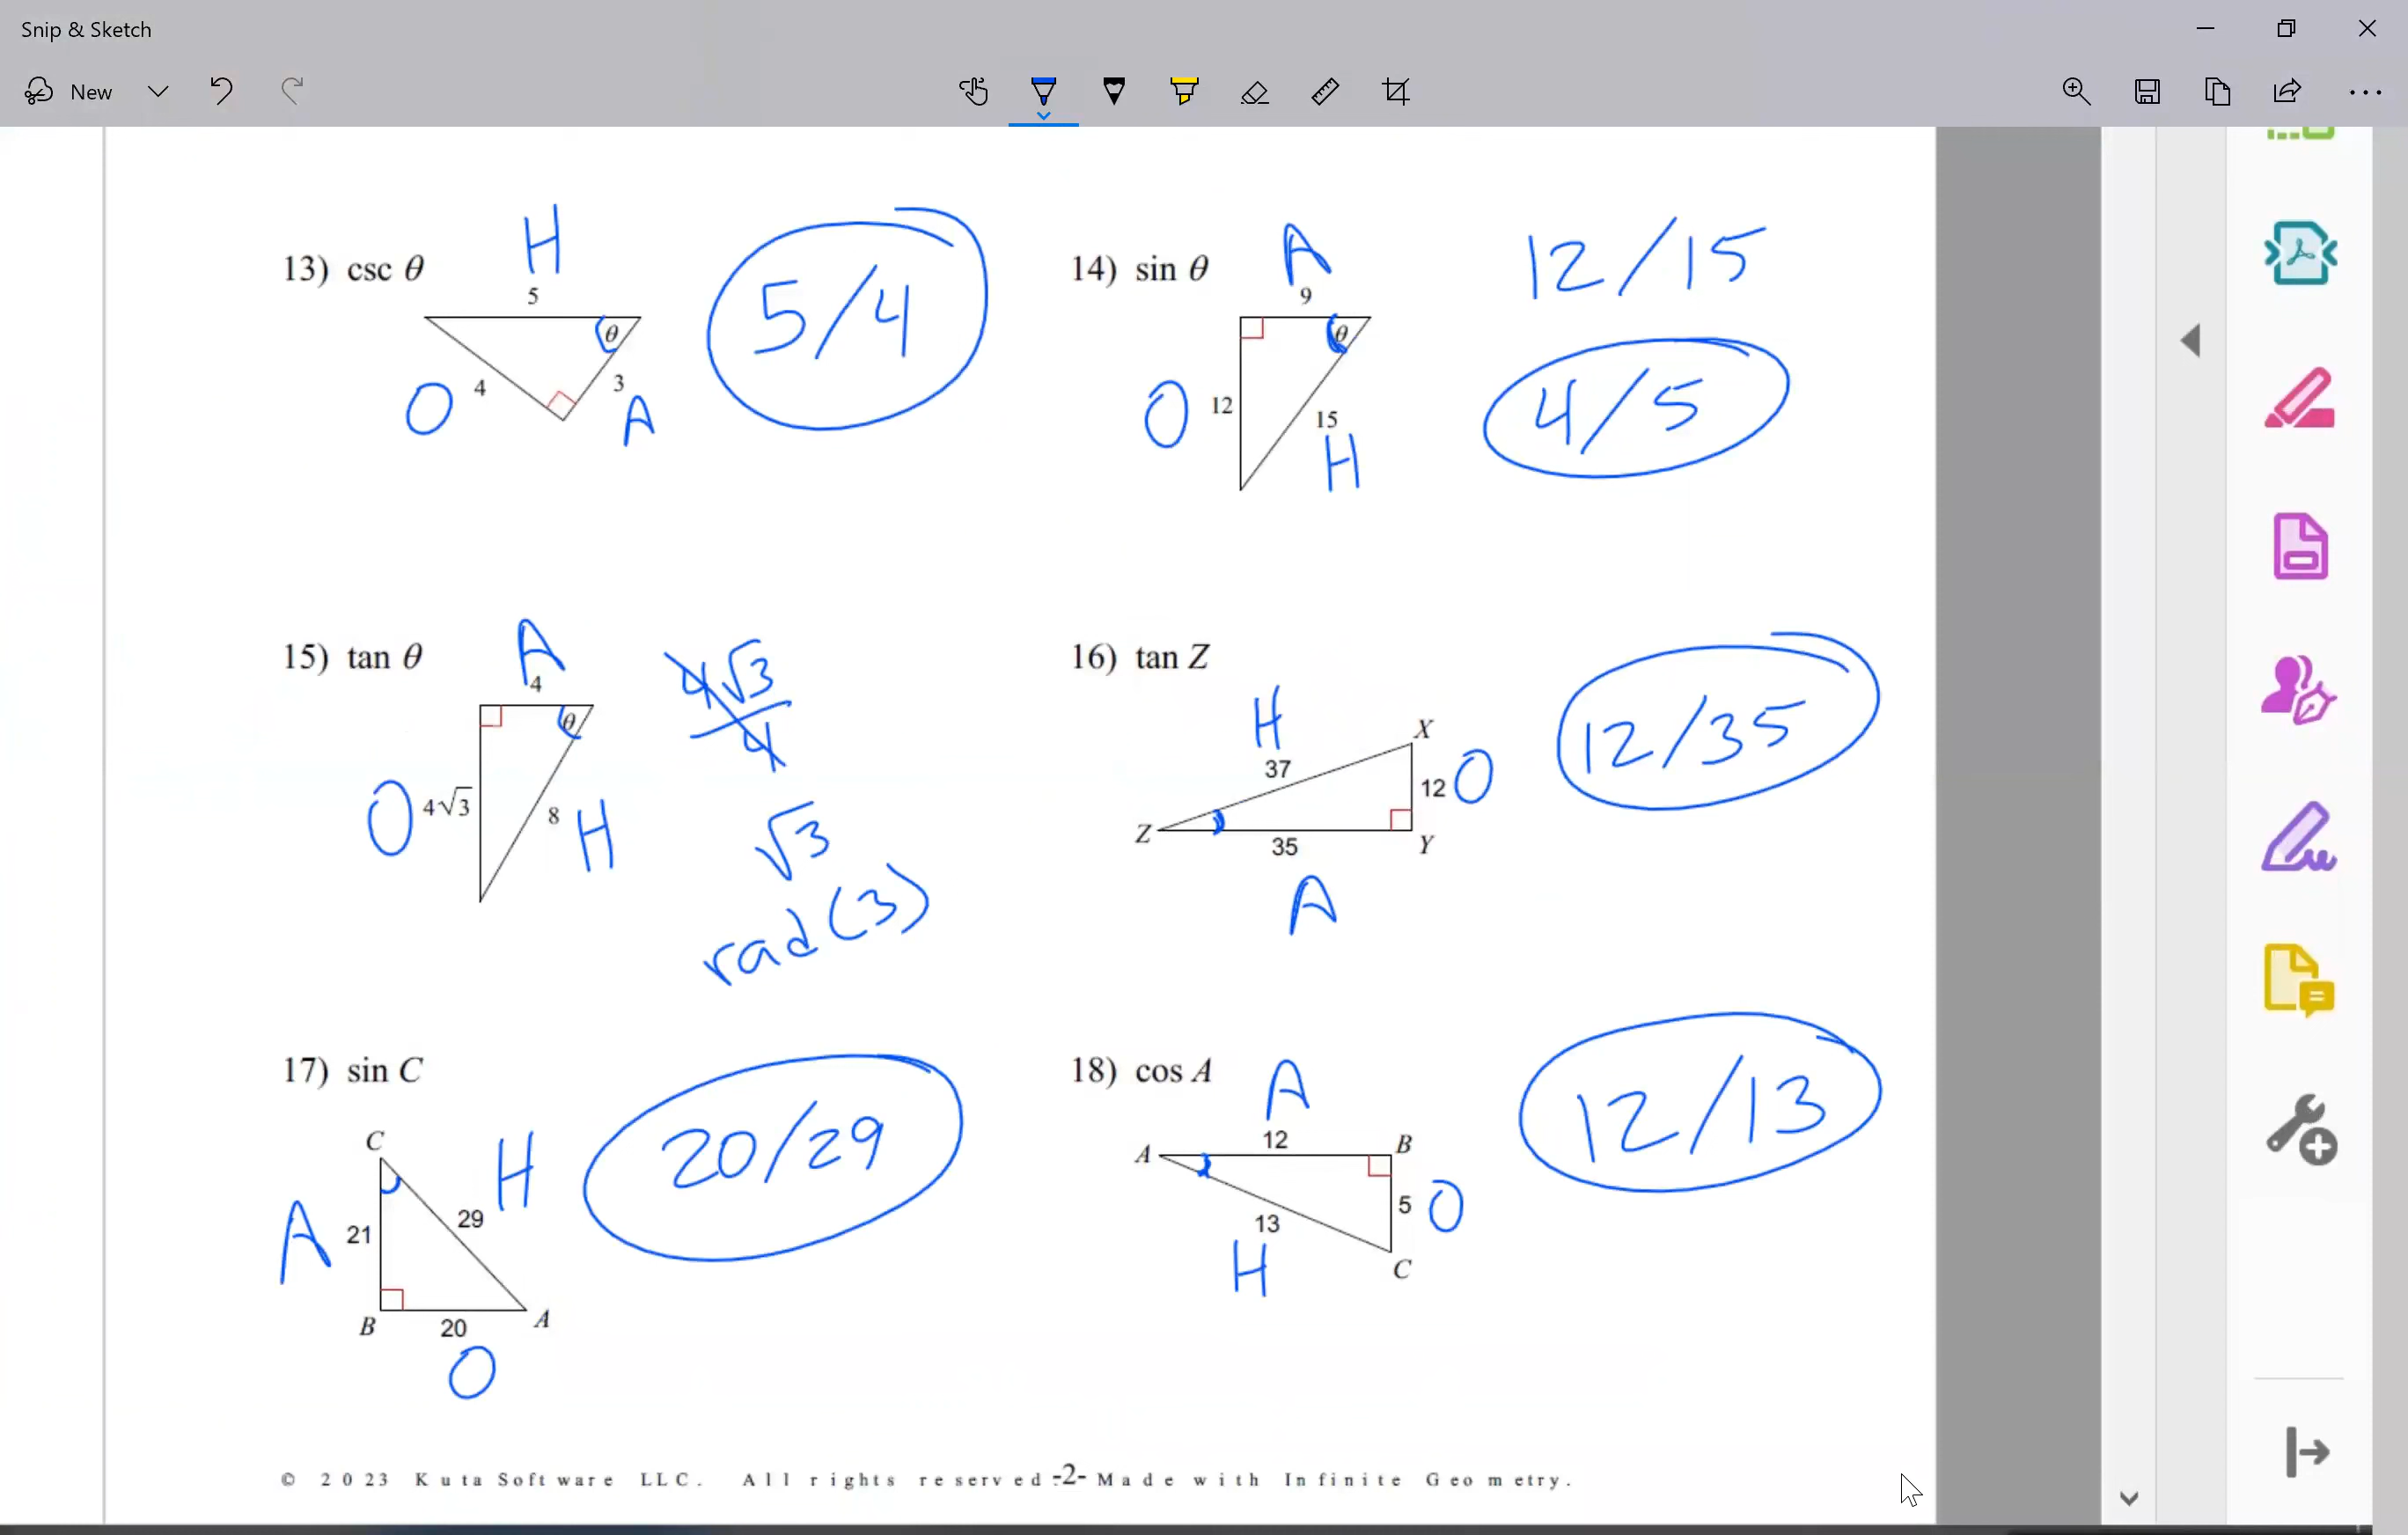 Snip & Sketch
New
13) csc θ
H
5
θ
4
3
O
A
5/4
14) sin θ
A
9
θ
12
15
O
H
12/15
4/5
15) tan θ
A
4
θ
4√3
8
O
H
4√3
4
√3
rad(3)
16) tan Z
H
37
X
12
O
Z
35
Y
A
12/35
17) sin C
C
H
29
21
A
B
20
A
O
20/29
18) cos A
A
12
A
B
5
O
13
H
C
12/13
© 2023 Kuta Software LLC. All rights reserved. -2- Made with Infinite Geometry.